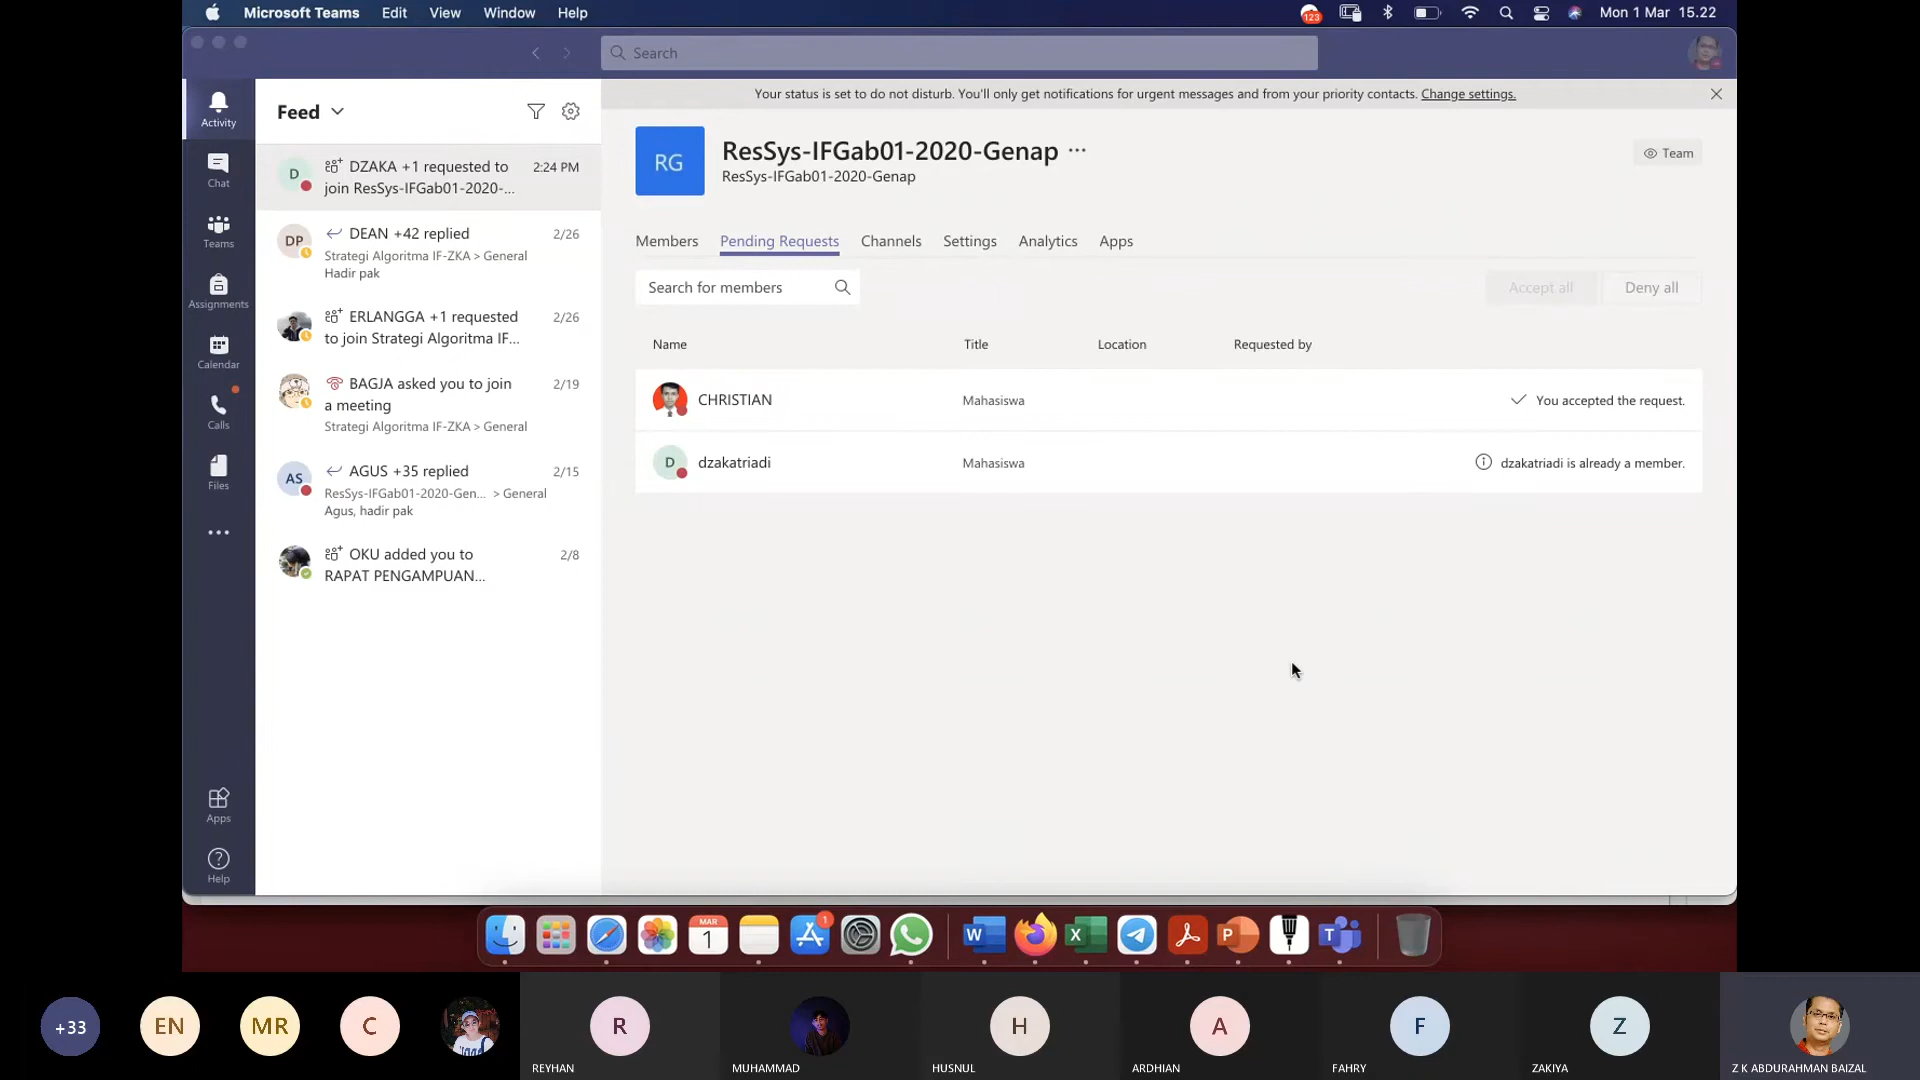 Microsoft Teams Edit View Window Help
123
Mon 1 Mar 15.22
Search
Activity
Chat
Teams
Assignments
Calendar
Calls
Files
Apps
Help
Feed
D
DZAKA +1 requested to
join ResSys-IFGab01-2020-...
2:24 PM
DP
DEAN +42 replied
2/26
Strategi Algoritma IF-ZKA > General
Hadir pak
ERLANGGA +1 requested
to join Strategi Algoritma IF...
2/26
BAGJA asked you to join
a meeting
2/19
Strategi Algoritma IF-ZKA > General
AS
AGUS +35 replied
2/15
ResSys-IFGab01-2020-Gen... > General
Agus, hadir pak
OKU added you to
RAPAT PENGAMPUAN...
2/8
Your status is set to do not disturb. You'll only get notifications for urgent messages and from your priority contacts. Change settings.
RG
ResSys-IFGab01-2020-Genap ...
ResSys-IFGab01-2020-Genap
Team
Members Pending Requests Channels Settings Analytics Apps
Search for members
Accept all
Deny all
Name Title Location Requested by
CHRISTIAN Mahasiswa You accepted the request.
D dzakatriadi Mahasiswa dzakatriadi is already a member.
MAR
1
1
W
X
P
T
+33
EN
MR
C
R
REYHAN
MUHAMMAD
H
HUSNUL
A
ARDHIAN
F
FAHRY
Z
ZAKIYA
Z K ABDURAHMAN BAIZAL